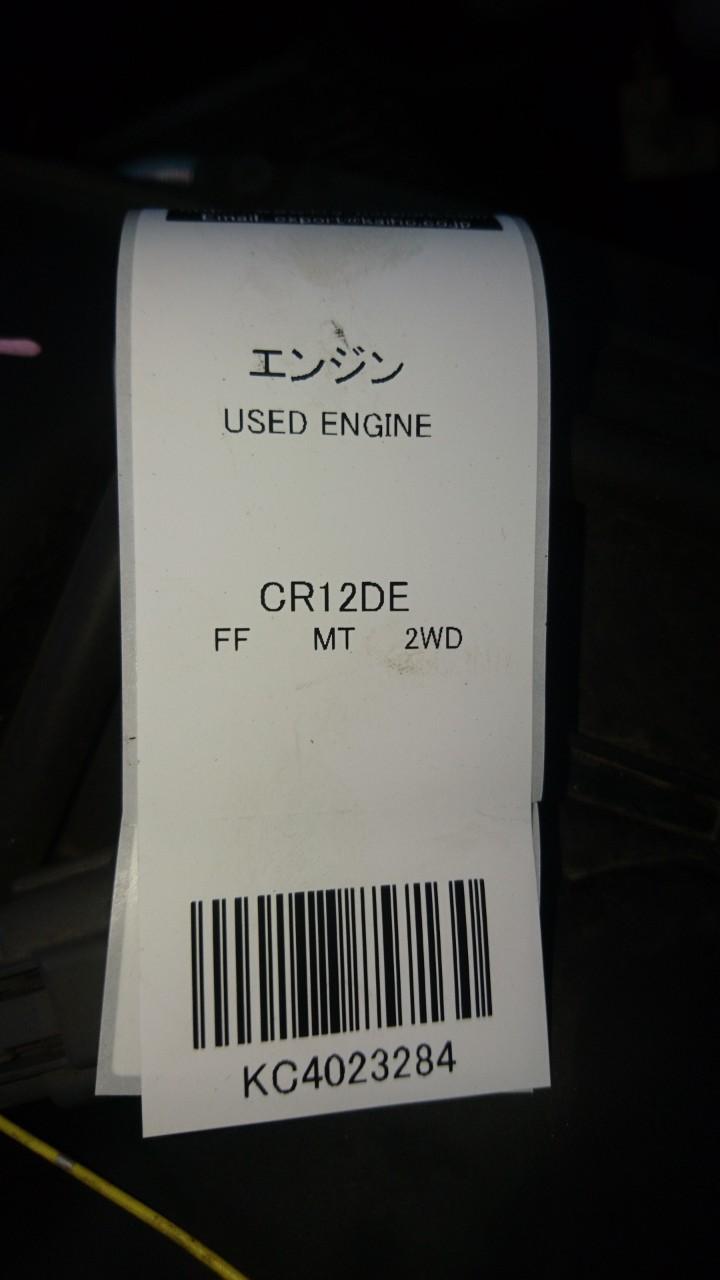 エンジン
USED ENGINE
CR12DE
FF MT 2WD
KC4023284